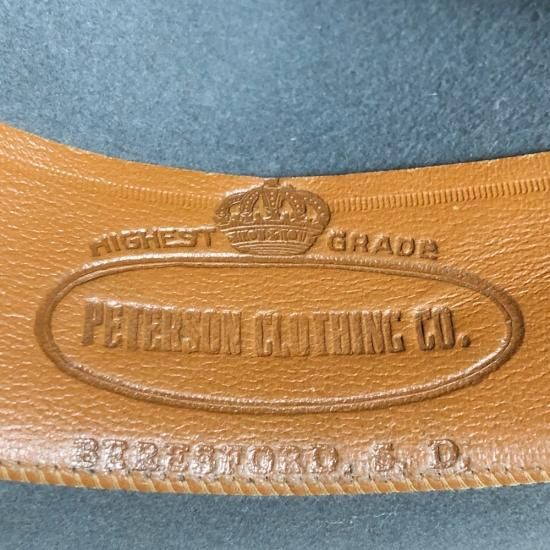 HIGHEST GRADE
PETERSON CLOTHING CO.
BERESFORD, S. D.